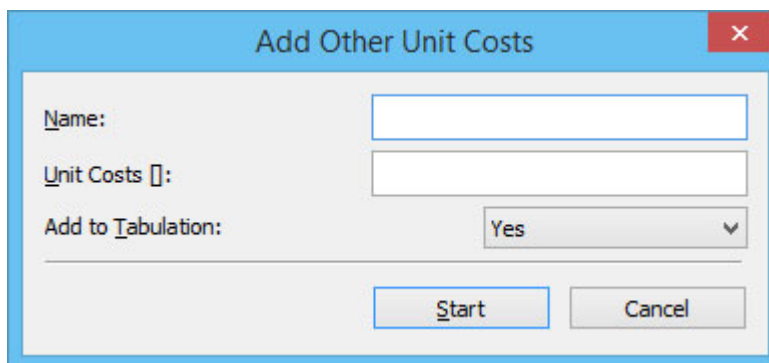 Add Other Unit Costs
Name:
Unit Costs []:
Add to Tabulation: Yes
Start Cancel